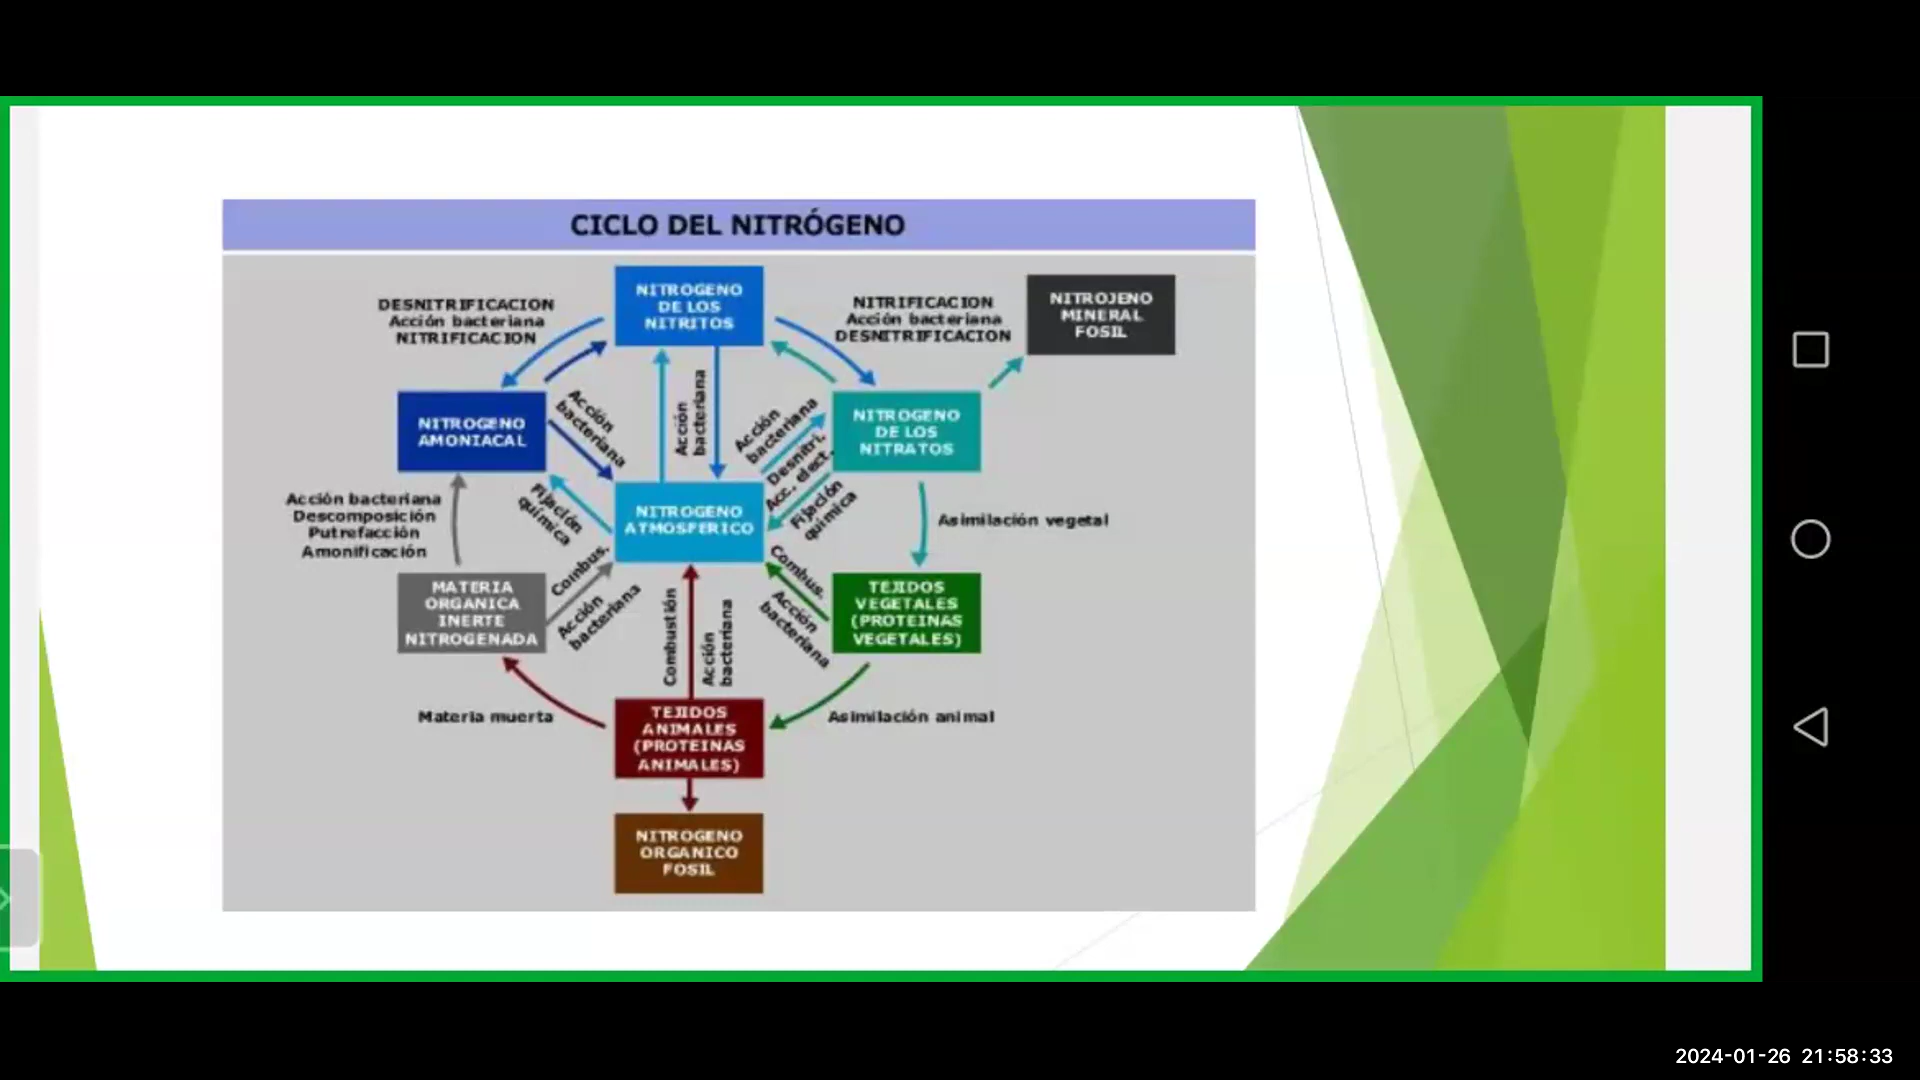 CICLO DEL NITRÓGENO
NITROGENO
DE LOS
NITRITOS
DESNITRIFICACION
Acción bacteriana
NITRIFICACION
NITRIFICACION
Acción bacteriana
DESNITRIFICACION
NITROJENO
MINERAL
FOSIL
NITROGENO
AMONIACAL
Acción
bacteriana
Acción
bacteriana
Acción
bacteriana
Desnitri.
Acc. elect.
Fijación
química
NITROGENO
DE LOS
NITRATOS
Acción bacteriana
Descomposición
Putrefacción
Amonificación
Fijación
química
NITROGENO
ATMOSFERICO
Asimilación vegetal
MATERIA
ORGANICA
INERTE
NITROGENADA
Combus.
Acción
bacteriana
Combustión
Acción
bacteriana
Combus.
Acción
bacteriana
TEJIDOS
VEGETALES
(PROTEINAS
VEGETALES)
Materia muerta
TEJIDOS
ANIMALES
(PROTEINAS
ANIMALES)
Asimilación animal
NITROGENO
ORGANICO
FOSIL
2024-01-26 21:58:33